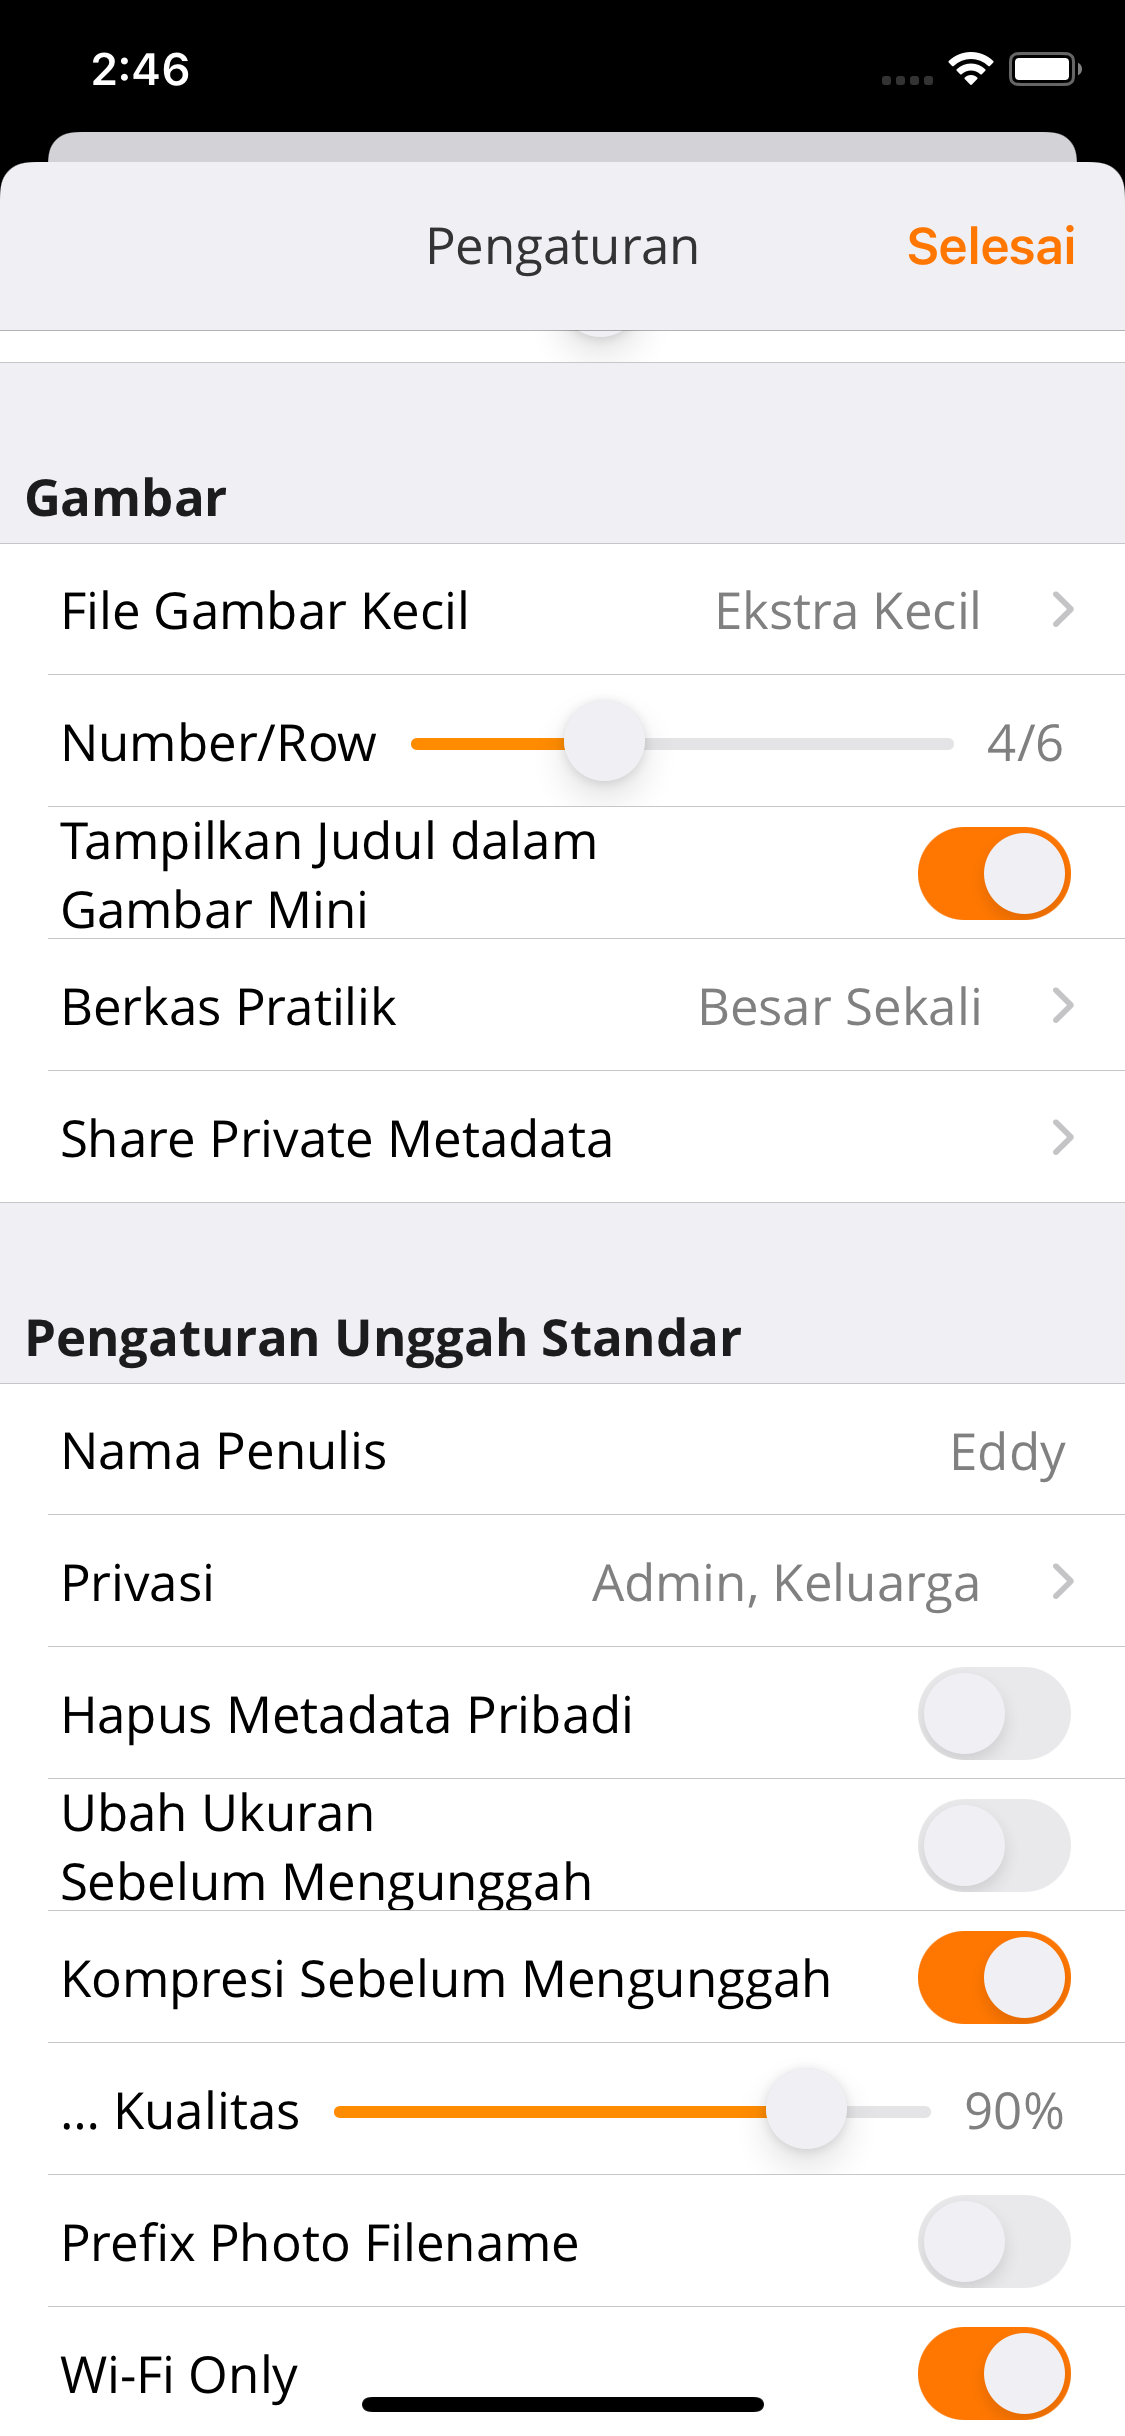 2:46
Pengaturan
Selesai
Gambar
File Gambar Kecil
Ekstra Kecil
Number/Row
4/6
Tampilkan Judul dalam
Gambar Mini
Berkas Pratilik
Besar Sekali
Share Private Metadata
Pengaturan Unggah Standar
Nama Penulis
Eddy
Privasi
Admin, Keluarga
Hapus Metadata Pribadi
Ubah Ukuran
Sebelum Mengunggah
Kompresi Sebelum Mengunggah
... Kualitas
90%
Prefix Photo Filename
Wi-Fi Only